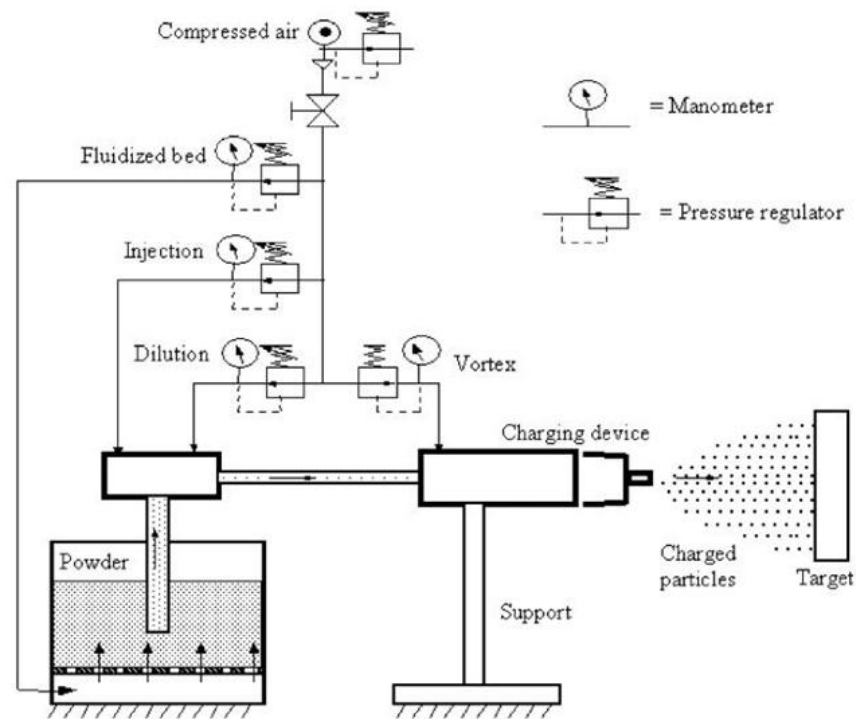 Compressed air
= Manometer
Fluidized bed
= Pressure regulator
Injection
Dilution
Vortex
Charging device
Powder
Charged
particles
Target
Support